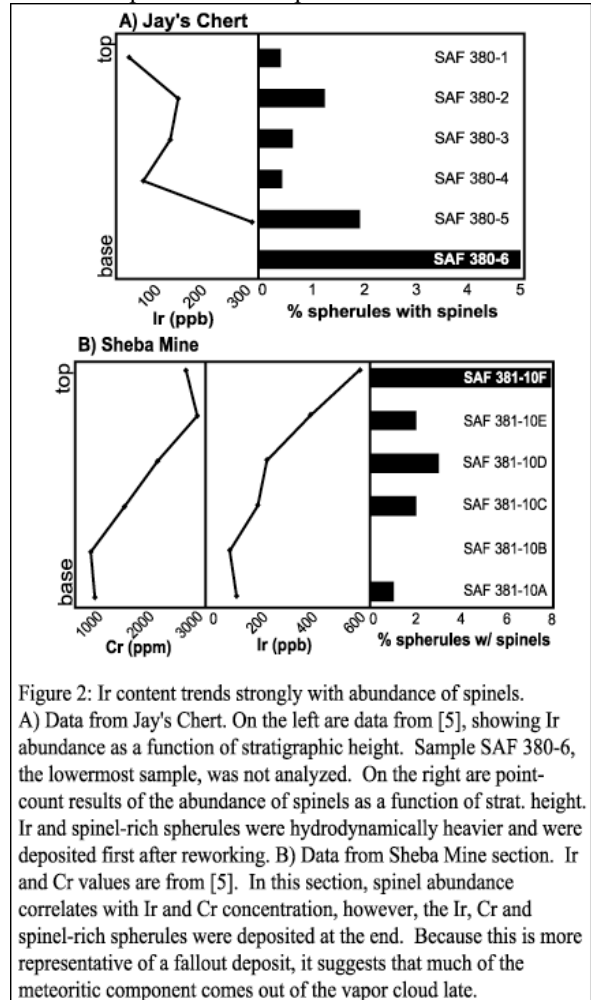 A) Jay's Chert
top
SAF 380-1
SAF 380-2
SAF 380-3
SAF 380-4
SAF 380-5
SAF 380-6
base
100 200 300 0 1 2 3 4 5
Ir (ppb) % spherules with spinels
B) Sheba Mine
top
SAF 381-10F
SAF 381-10E
SAF 381-10D
SAF 381-10C
SAF 381-10B
SAF 381-10A
base
1000 2000 3000 0 200 400 600 0 2 4 6 8
Cr (ppm) Ir (ppb) % spherules w/ spinels
Figure 2: Ir content trends strongly with abundance of spinels.
A) Data from Jay's Chert. On the left are data from [5], showing Ir
abundance as a function of stratigraphic height. Sample SAF 380-6,
the lowermost sample, was not analyzed. On the right are point-
count results of the abundance of spinels as a function of strat. height.
Ir and spinel-rich spherules were hydrodynamically heavier and were
deposited first after reworking. B) Data from Sheba Mine section. Ir
and Cr values are from [5]. In this section, spinel abundance
correlates with Ir and Cr concentration, however, the Ir, Cr and
spinel-rich spherules were deposited at the end. Because this is more
representative of a fallout deposit, it suggests that much of the
meteoritic component comes out of the vapor cloud late.